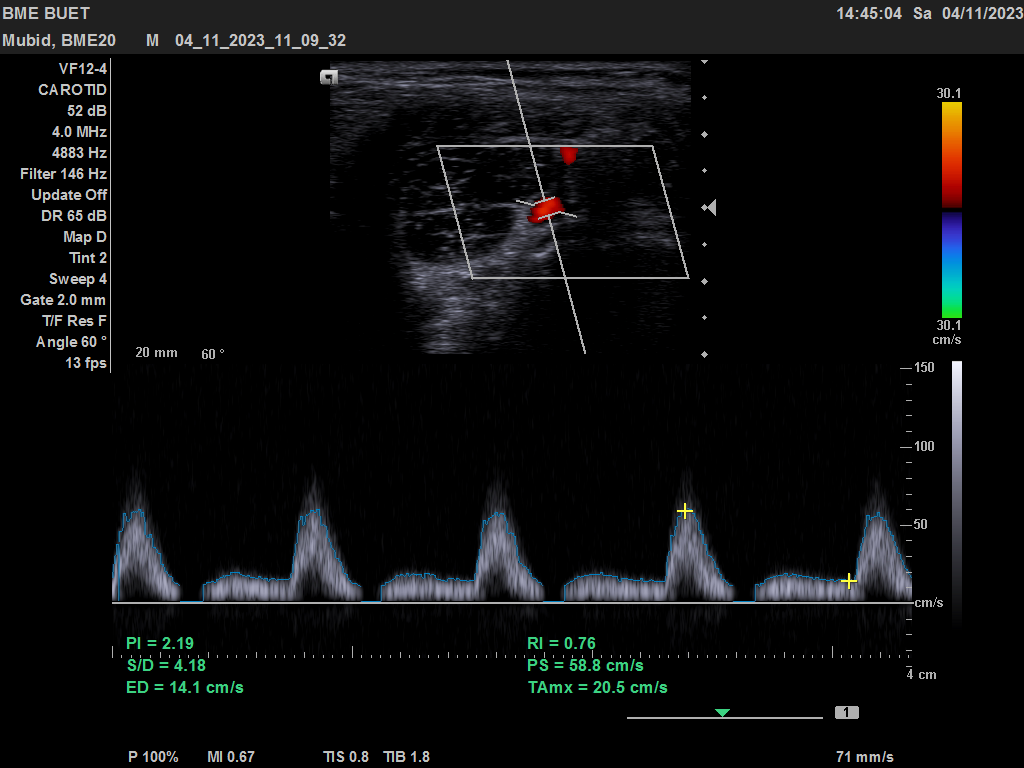 BME BUET 14:45:04 Sa 04/11/2023
Mubid, BME20 M 04_11_2023_11_09_32
VF12-4
CAROTID
52 dB
4.0 MHz
4883 Hz
Filter 146 Hz
Update Off
DR 65 dB
Map D
Tint 2
Sweep 4
Gate 2.0 mm
T/F Res F
Angle 60 °
13 fps
20 mm 60 °
30.1
30.1
cm/s
150
100
50
cm/s
4 cm
PI = 2.19 RI = 0.76
S/D = 4.18 PS = 58.8 cm/s
ED = 14.1 cm/s TAmx = 20.5 cm/s
1
P 100% MI 0.67 TIS 0.8 TIB 1.8 71 mm/s